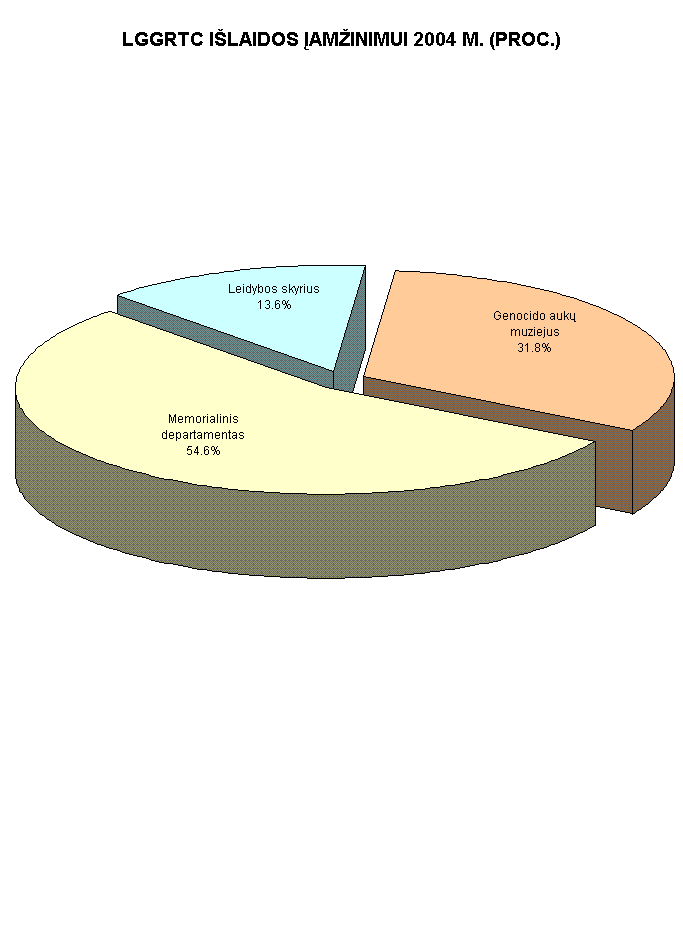 LGGRTC IŠLAIDOS ĮAMŽINIMUI 2004 M. (PROC.)
Leidybos skyrius
13.6%
Genocido aukų
muziejus
31.8%
Memorialinis
departamentas
54.6%